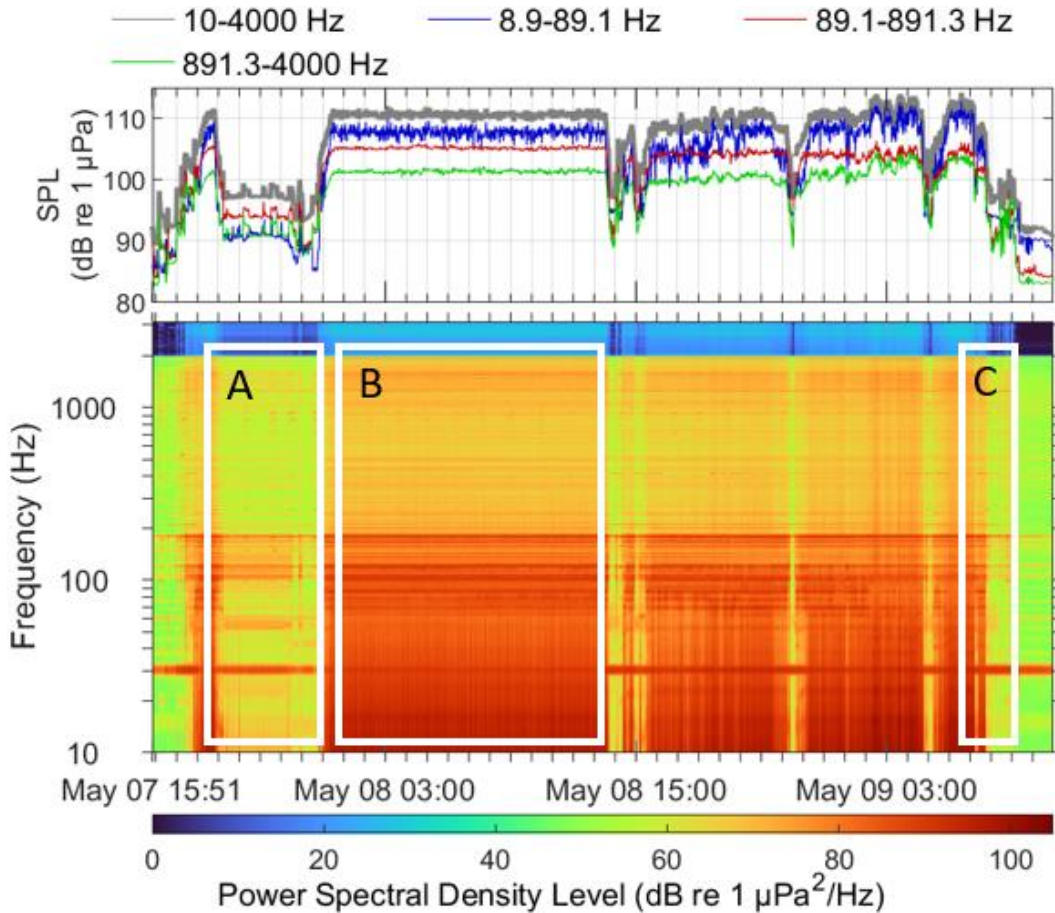 10-4000 Hz 8.9-89.1 Hz 89.1-891.3 Hz
891.3-4000 Hz
SPL
(dB re 1 µPa)
110
100
90
80
A B C
Frequency (Hz)
1000
100
10
May 07 15:51 May 08 03:00 May 08 15:00 May 09 03:00
0 20 40 60 80 100
Power Spectral Density Level (dB re 1 µPa²/Hz)